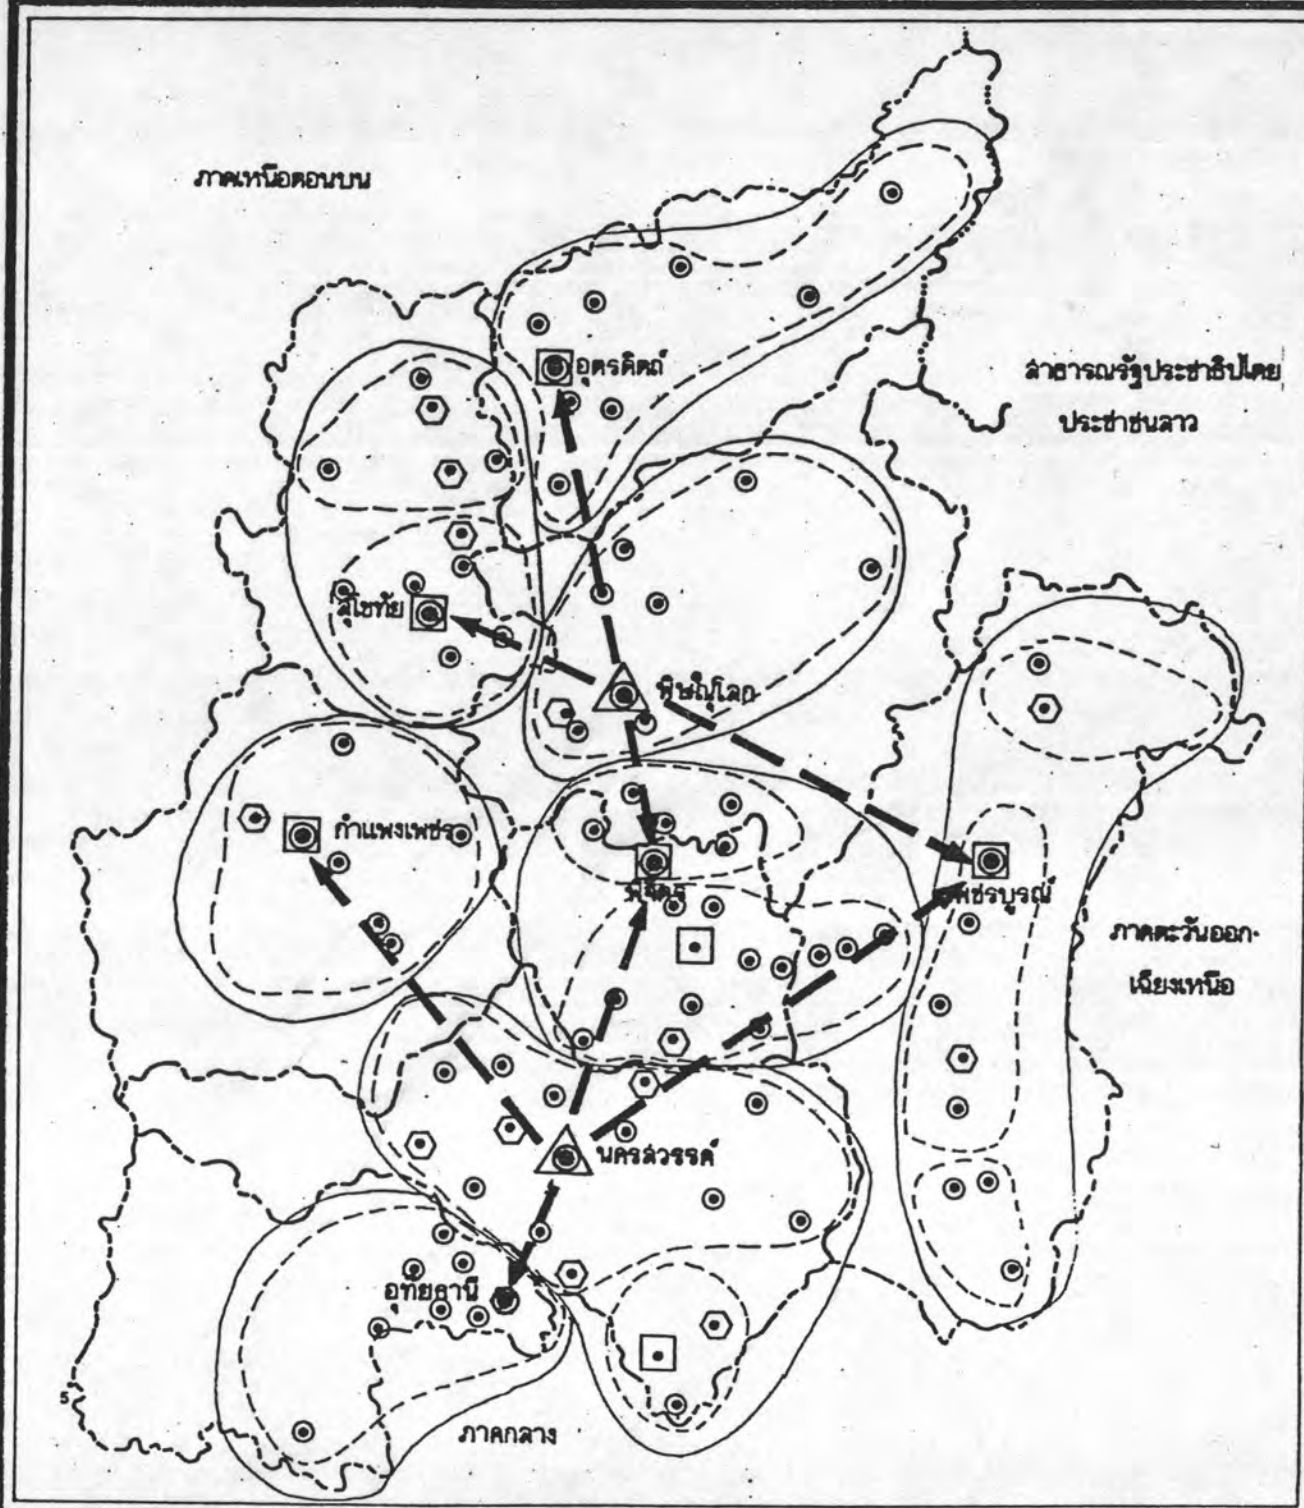 ภาคเหนือตอนบน
อุตรดิตถ์
สาธารณรัฐประชาธิปไตย
ประชาชนลาว
สุโขทัย
พิษณุโลก
กำแพงเพชร
พิจิตร
เพชรบูรณ์
ภาคตะวันออก-
เฉียงเหนือ
นครสวรรค์
อุทัยธานี
5
ภาคกลาง